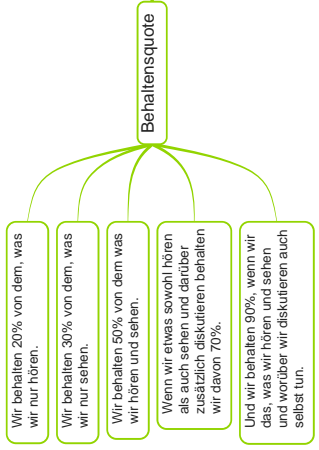 Behaltensquote
Wir behalten 20% von dem, was
wir nur hören.
Wir behalten 30% von dem, was
wir nur sehen.
Wir behalten 50% von dem was
wir hören und sehen.
Wenn wir etwas sowohl hören
als auch sehen und darüber
zusätzlich diskutieren behalten
wir davon 70%.
Und wir behalten 90%, wenn wir
das, was wir hören und sehen
und worüber wir diskutieren auch
selbst tun.